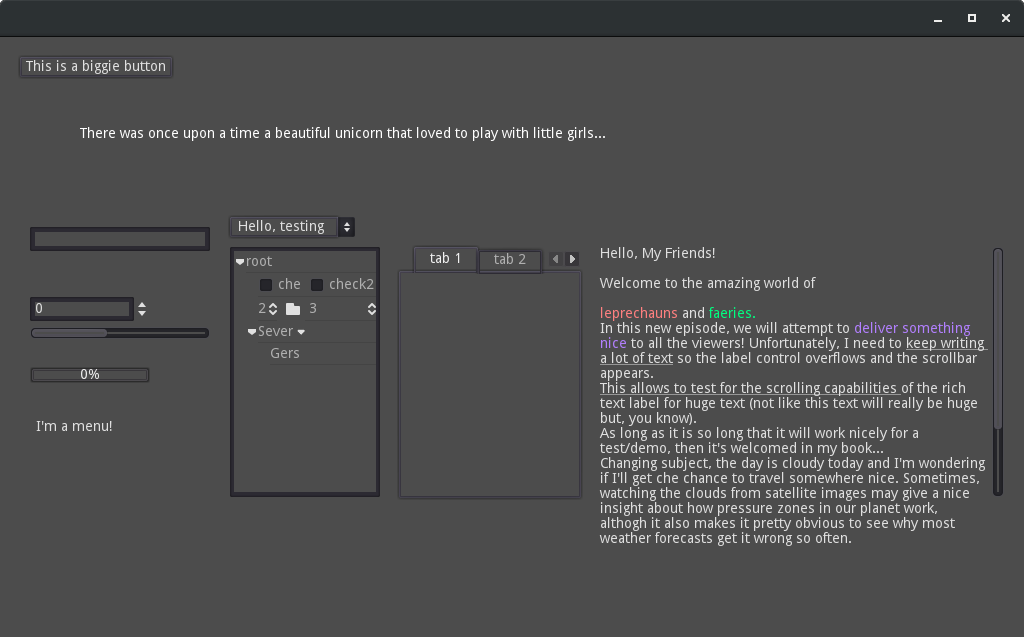 This is a biggie button
There was once upon a time a beautiful unicorn that loved to play with little girls...
Hello, testing
0
0%
I'm a menu!
root
che check2
2 3
Sever
Gers
tab 1 tab 2
Hello, My Friends!
Welcome to the amazing world of
leprechauns and faeries.
In this new episode, we will attempt to deliver something
nice to all the viewers! Unfortunately, I need to keep writing
a lot of text so the label control overflows and the scrollbar
appears.
This allows to test for the scrolling capabilities of the rich
text label for huge text (not like this text will really be huge
but, you know).
As long as it is so long that it will work nicely for a
test/demo, then it's welcomed in my book...
Changing subject, the day is cloudy today and I'm wondering
if I'll get che chance to travel somewhere nice. Sometimes,
watching the clouds from satellite images may give a nice
insight about how pressure zones in our planet work,
althogh it also makes it pretty obvious to see why most
weather forecasts get it wrong so often.